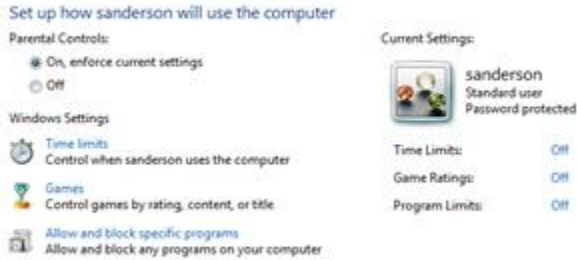 Set up how sanderson will use the computer
Parental Controls:
On, enforce current settings
Off
Windows Settings
Time limits
Control when sanderson uses the computer
Games
Control games by rating, content, or title
Allow and block specific programs
Allow and block any programs on your computer
Current Settings:
sanderson
Standard user
Password protected
Time Limits: Off
Game Ratings: Off
Program Limits: Off